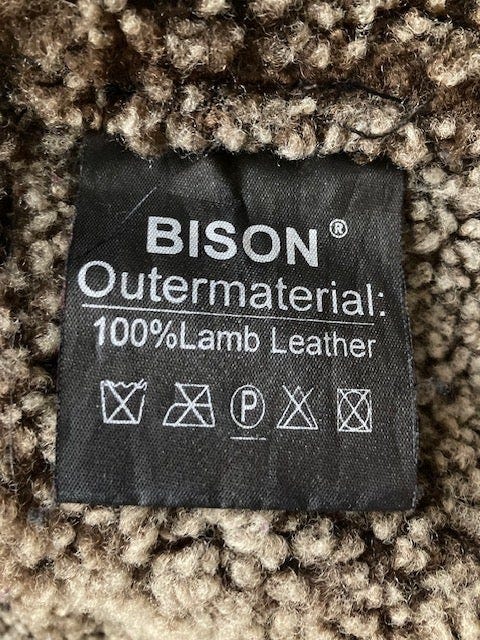 BISON ®
Outermaterial:
100%Lamb Leather
P